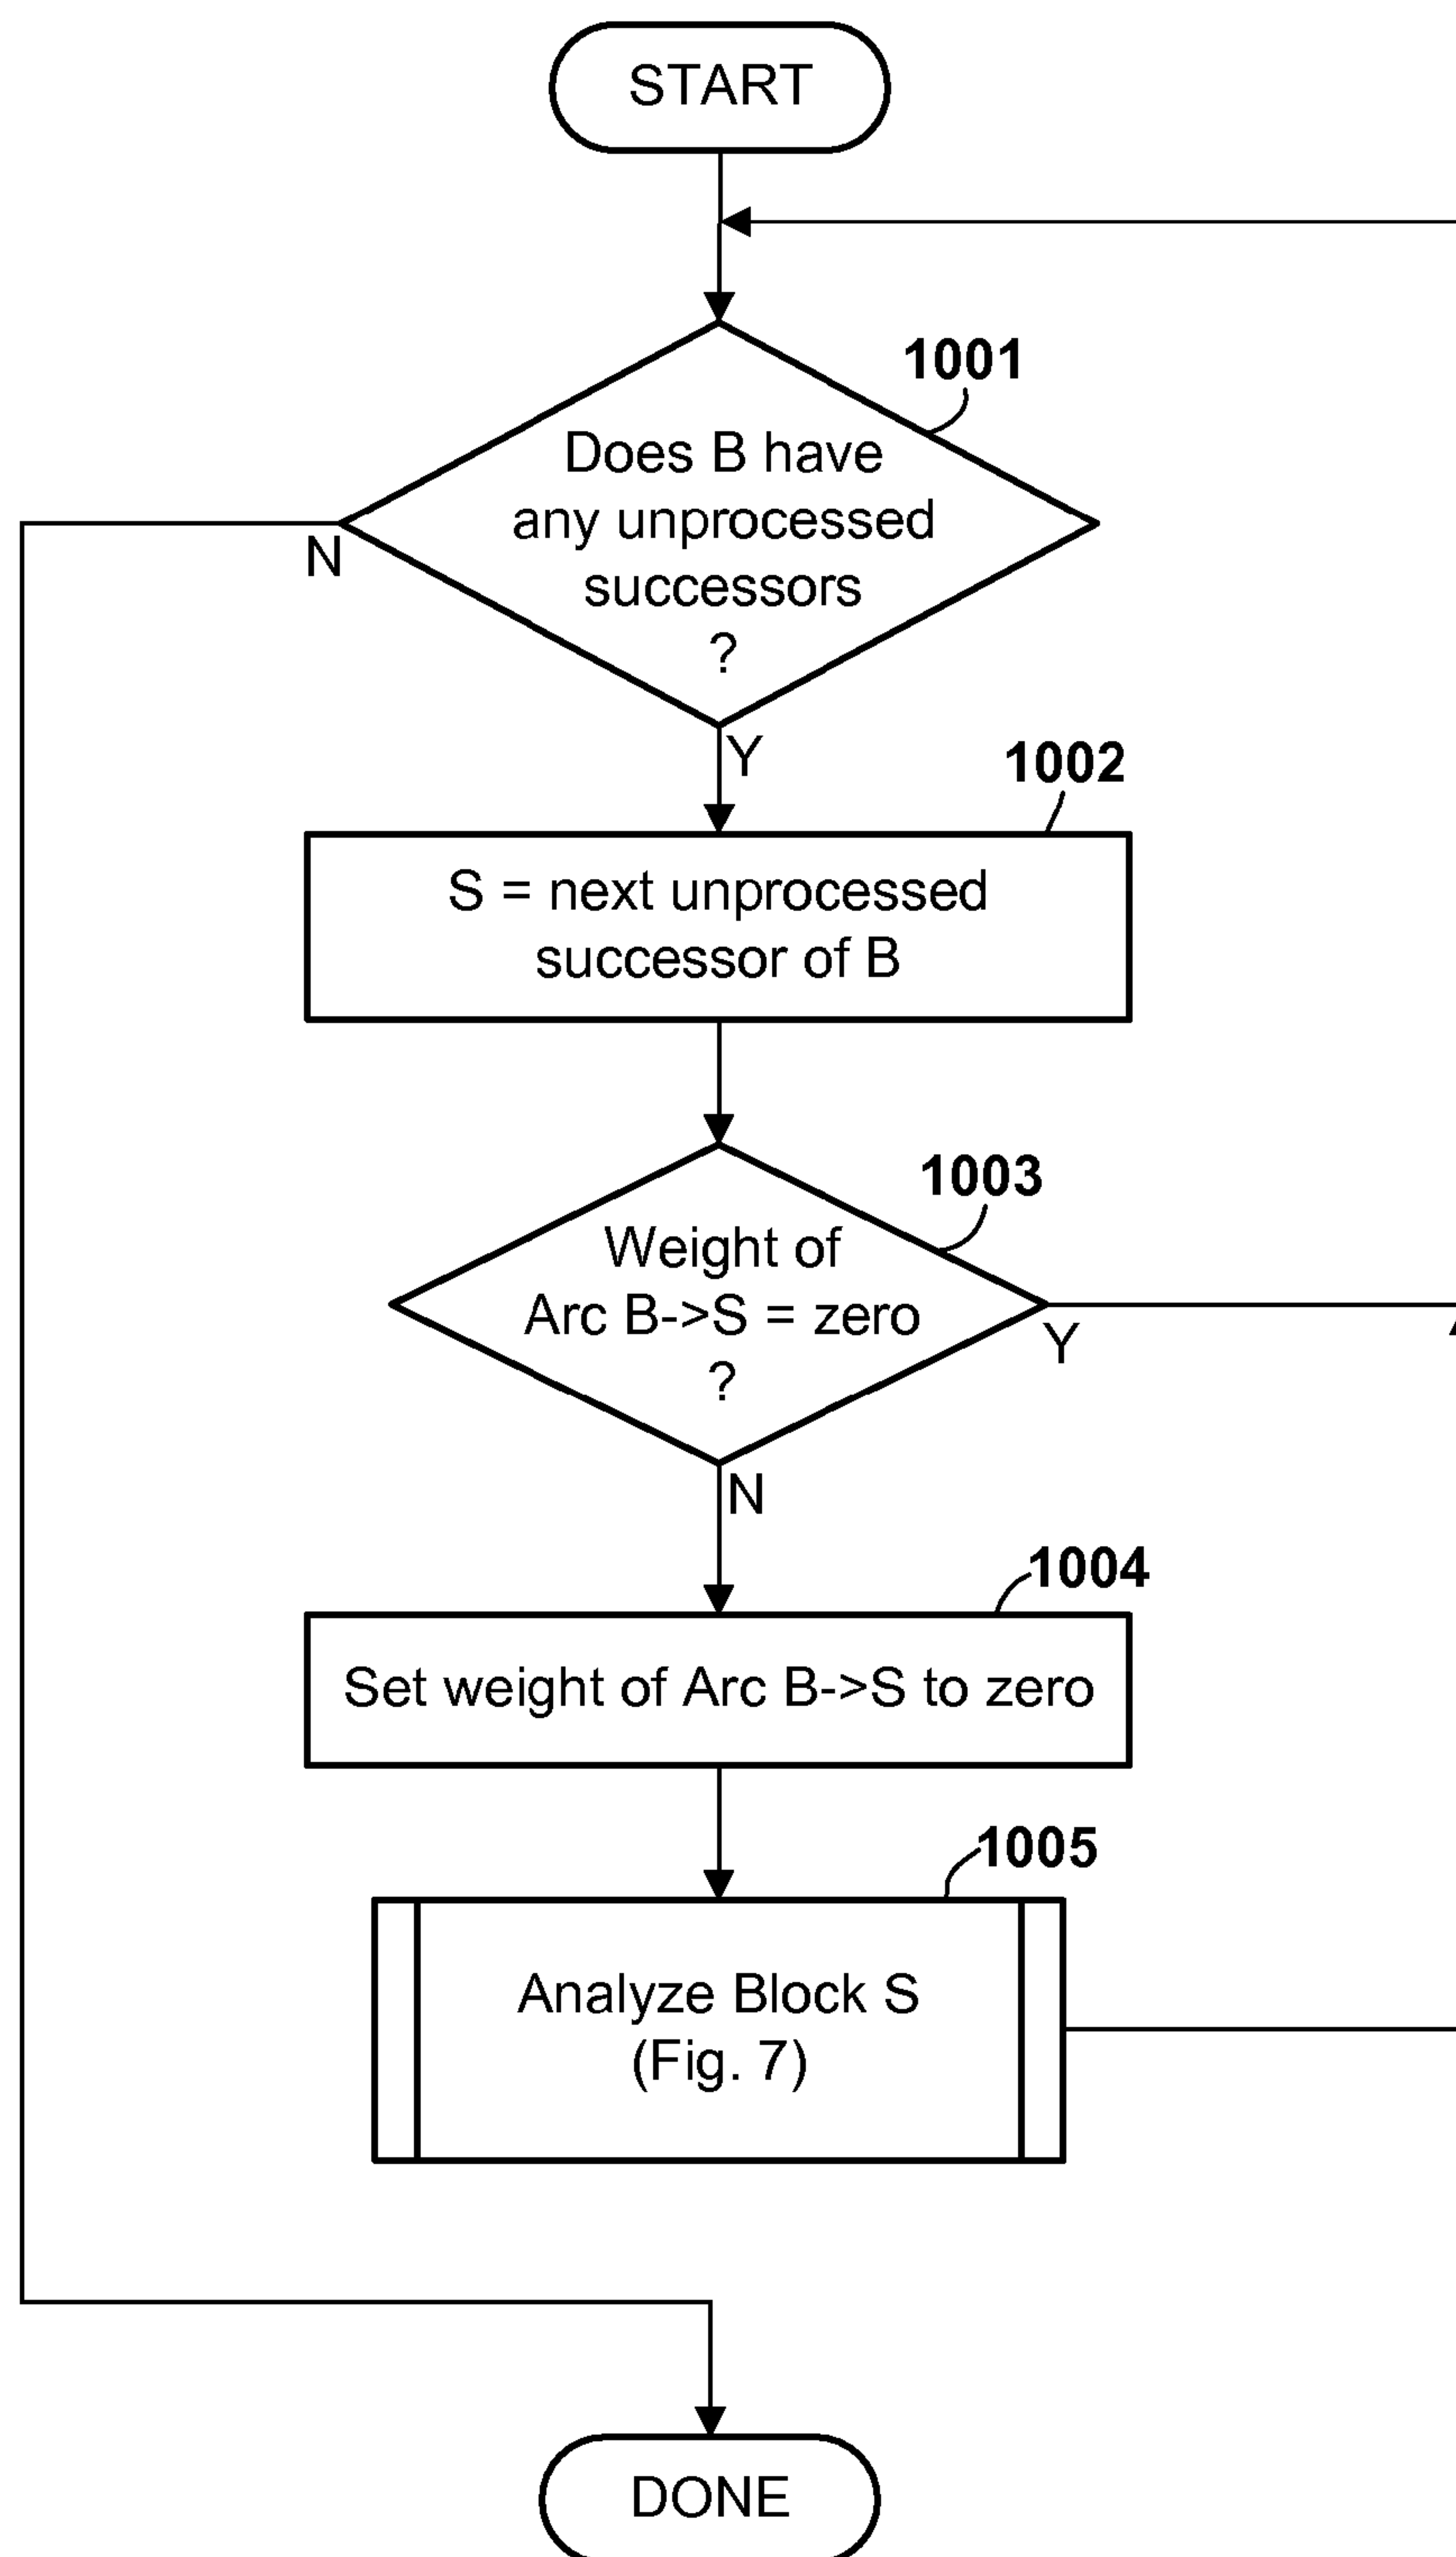 START
1001
Does B have
any unprocessed
successors
?
N
Y
1002
S = next unprocessed
successor of B
1003
Weight of
Arc B->S = zero
?
Y
N
1004
Set weight of Arc B->S to zero
1005
Analyze Block S
(Fig. 7)
DONE